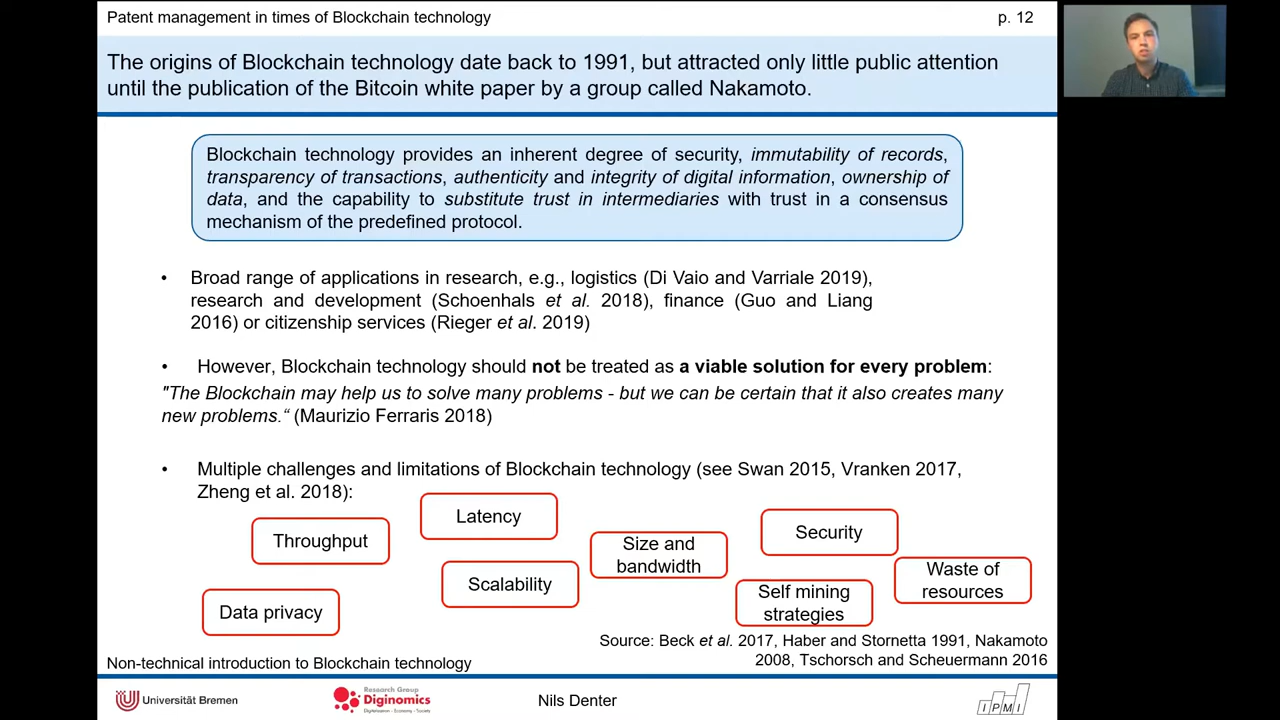 Patent management in times of Blockchain technology
p. 12
The origins of Blockchain technology date back to 1991, but attracted only little public attention
until the publication of the Bitcoin white paper by a group called Nakamoto.
Blockchain technology provides an inherent degree of security, immutability of records,
transparency of transactions, authenticity and integrity of digital information, ownership of
data, and the capability to substitute trust in intermediaries with trust in a consensus
mechanism of the predefined protocol.
• Broad range of applications in research, e.g., logistics (Di Vaio and Varriale 2019),
research and development (Schoenhals et al. 2018), finance (Guo and Liang
2016) or citizenship services (Rieger et al. 2019)
• However, Blockchain technology should not be treated as a viable solution for every problem:
"The Blockchain may help us to solve many problems - but we can be certain that it also creates many
new problems.“ (Maurizio Ferraris 2018)
• Multiple challenges and limitations of Blockchain technology (see Swan 2015, Vranken 2017,
Zheng et al. 2018):
Latency
Throughput
Security
Size and
bandwidth
Scalability
Waste of
resources
Self mining
strategies
Data privacy
Source: Beck et al. 2017, Haber and Stornetta 1991, Nakamoto
2008, Tschorsch and Scheuermann 2016
Non-technical introduction to Blockchain technology
Universität Bremen
Research Group
Diginomics
Digitalisation - Economy - Society
Nils Denter
IPMI